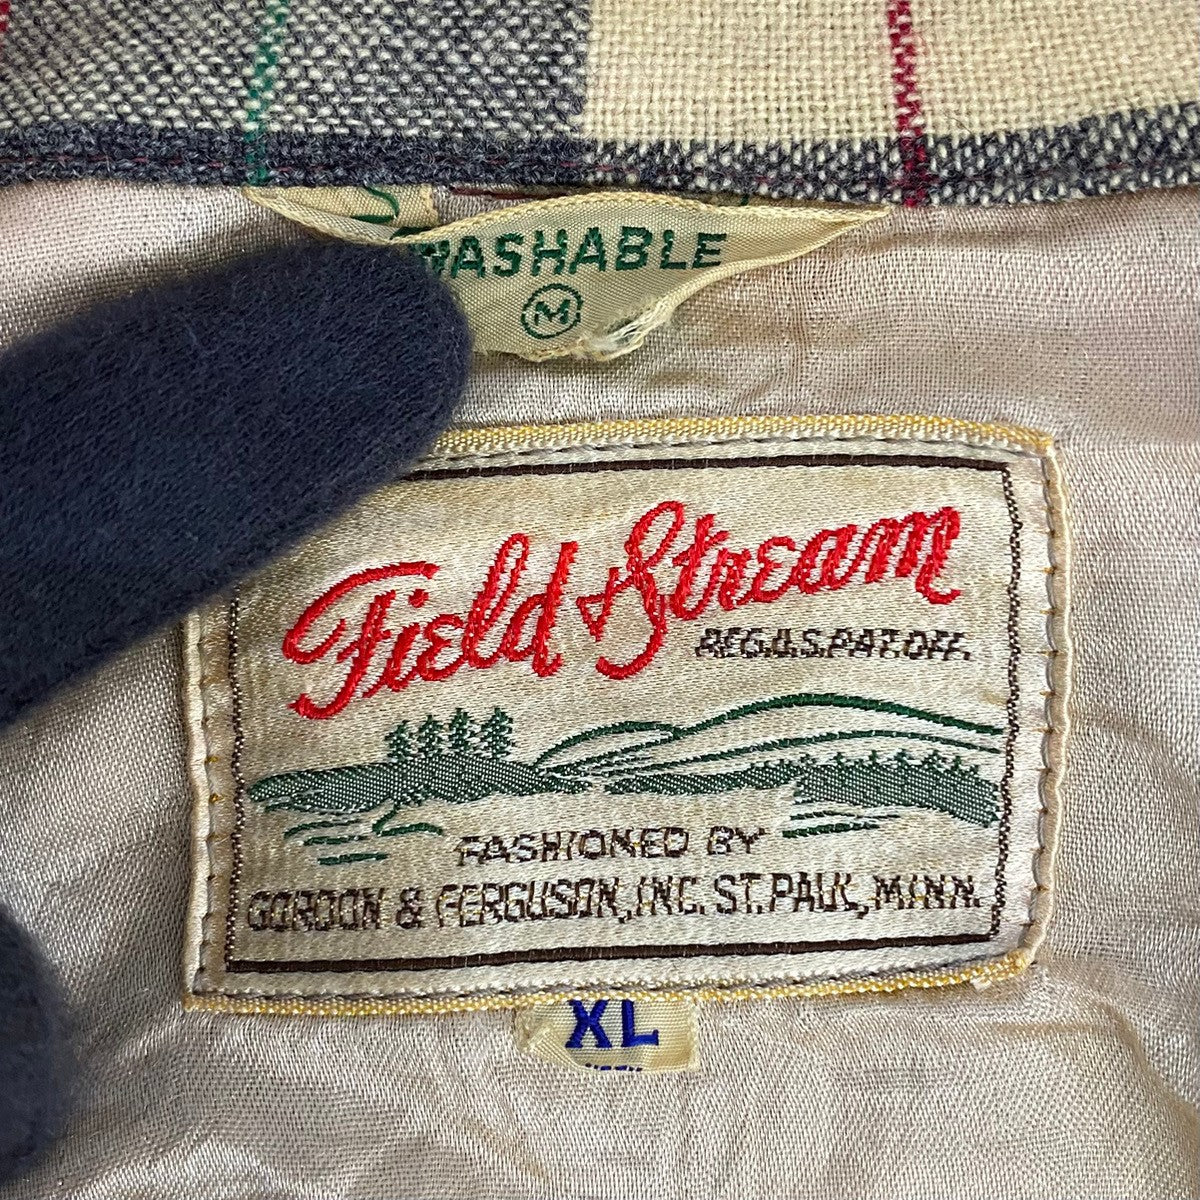 WASHABLE
M
Field & Stream
REG.U.S.PAT.OFF.
FASHIONED BY
GORDON & FERGUSON, INC. ST. PAUL, MINN.
XL